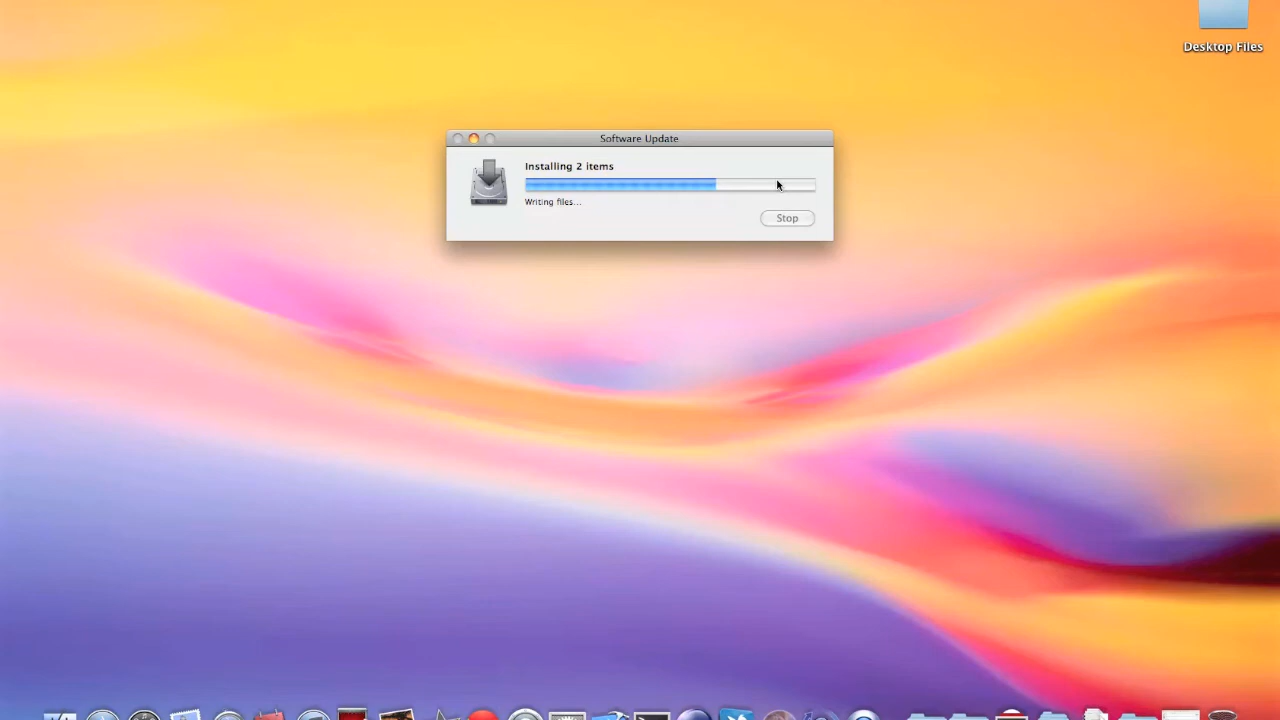 Desktop Files
Software Update
Installing 2 items
Writing files...
Stop